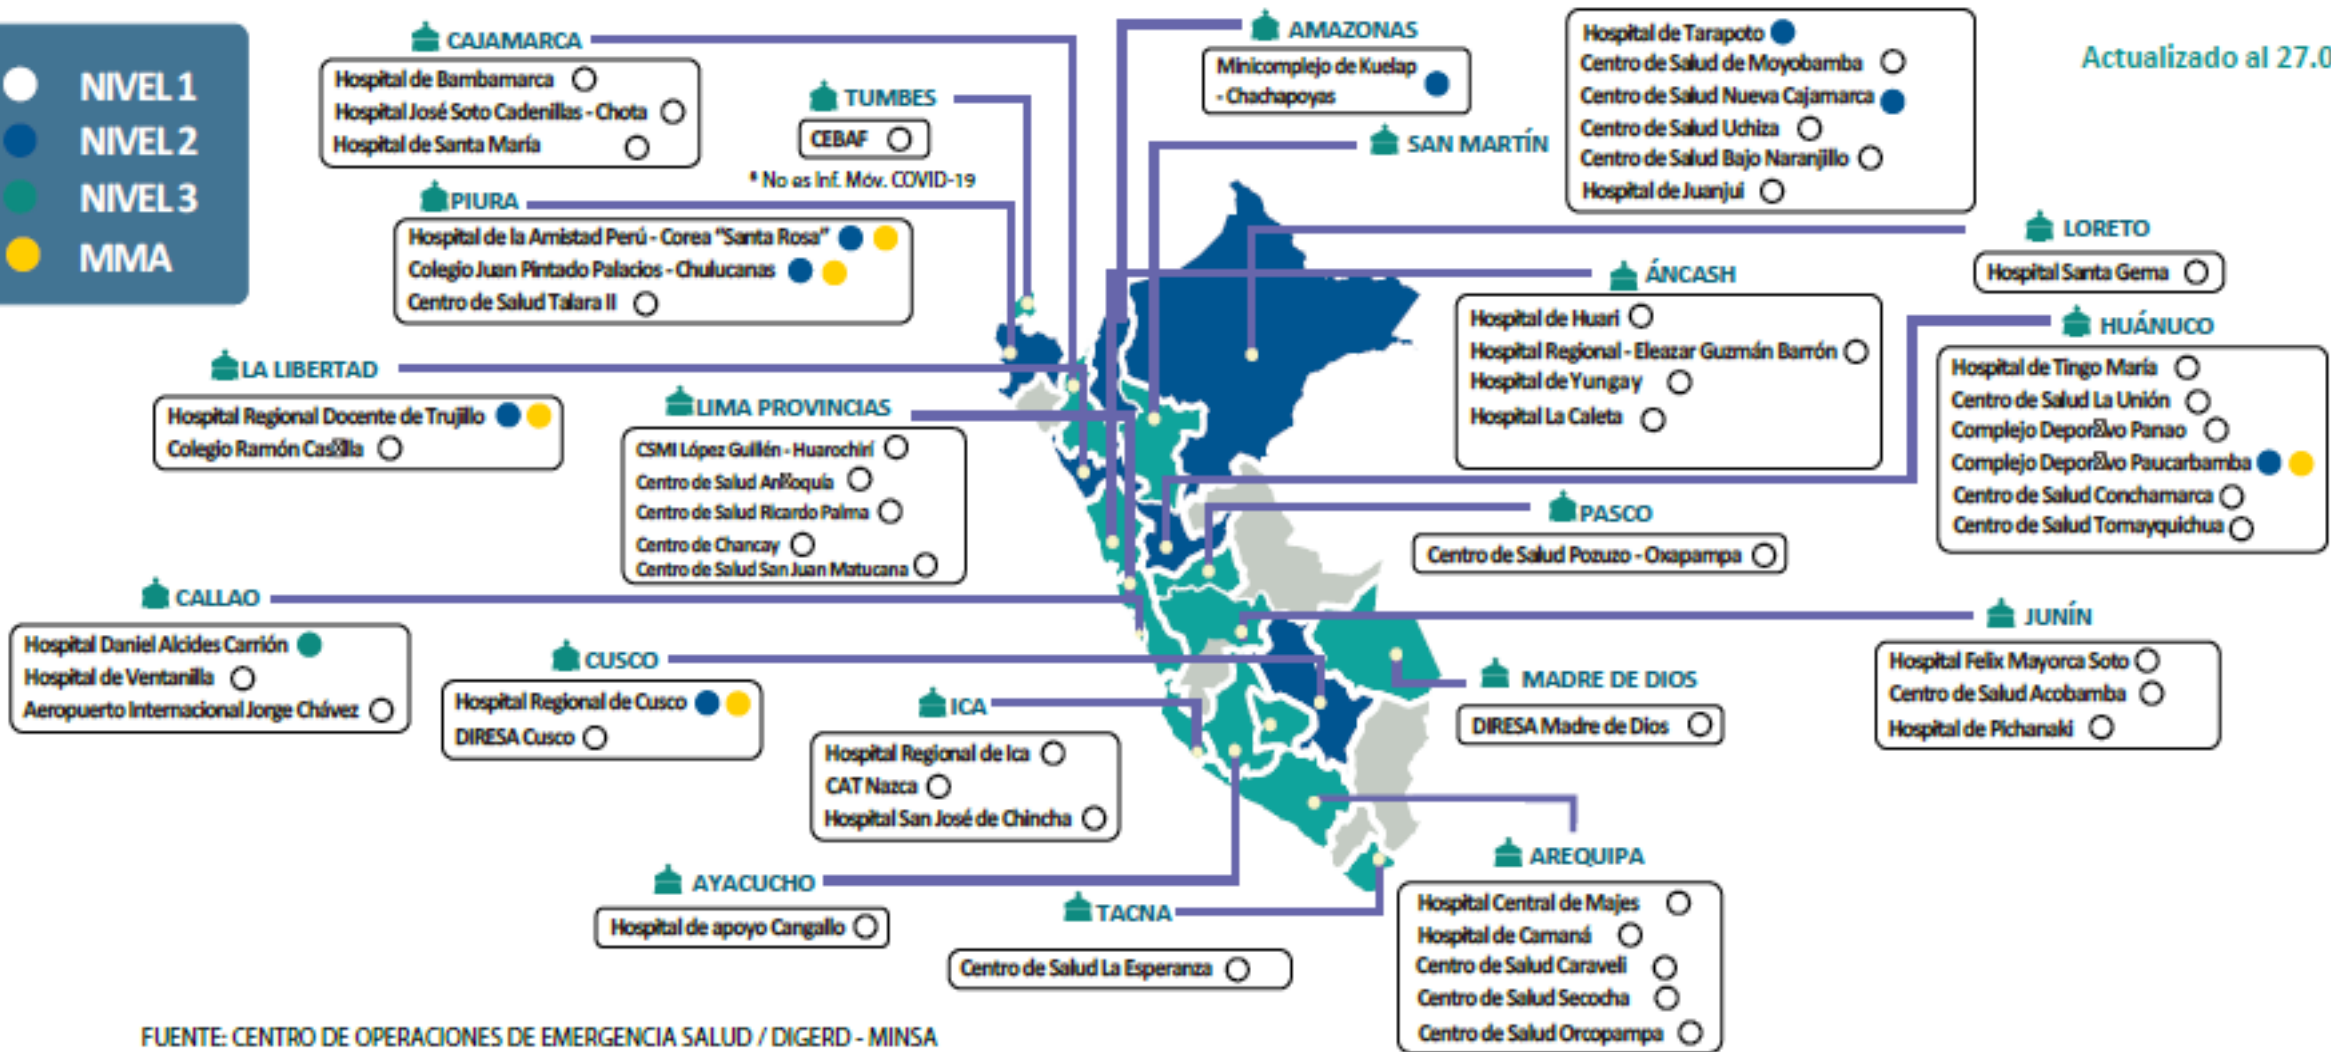 NIVEL 1
NIVEL 2
NIVEL 3
MMA
CAJAMARCA
Hospital de Bambamarca
Hospital José Soto Cadenillas - Chota
Hospital de Santa María
TUMBES
CEBAF
* No es Inf. Móv. COVID-19
AMAZONAS
Minicomplejo de Kuelap
- Chachapoyas
SAN MARTÍN
Hospital de Tarapoto
Centro de Salud de Moyobamba
Centro de Salud Nueva Cajamarca
Centro de Salud Uchiza
Centro de Salud Bajo Naranjillo
Hospital de Juanjui
Actualizado al 27.0
PIURA
Hospital de la Amistad Perú - Corea "Santa Rosa"
Colegio Juan Pintado Palacios - Chulucanas
Centro de Salud Talara II
LORETO
Hospital Santa Gema
ÁNCASH
Hospital de Huari
Hospital Regional - Eleazar Guzmán Barrón
Hospital de Yungay
Hospital La Caleta
HUÁNUCO
Hospital de Tingo María
Centro de Salud La Unión
Complejo Depor☒vo Panao
Complejo Depor☒vo Paucarbamba
Centro de Salud Conchamarca
Centro de Salud Tomayquichua
LA LIBERTAD
Hospital Regional Docente de Trujillo
Colegio Ramón Cas☒lla
LIMA PROVINCIAS
CSMI López Guillén - Huarochirí
Centro de Salud An☒oquía
Centro de Salud Ricardo Palma
Centro de Chancay
Centro de Salud San Juan Matucana
PASCO
Centro de Salud Pozuzo - Oxapampa
CALLAO
Hospital Daniel Alcides Carrión
Hospital de Ventanilla
Aeropuerto Internacional Jorge Chávez
CUSCO
Hospital Regional de Cusco
DIRESA Cusco
ICA
Hospital Regional de Ica
CAT Nazca
Hospital San José de Chincha
MADRE DE DIOS
DIRESA Madre de Dios
JUNÍN
Hospital Felix Mayorca Soto
Centro de Salud Acobamba
Hospital de Pichanaki
AYACUCHO
Hospital de apoyo Cangallo
TACNA
Centro de Salud La Esperanza
AREQUIPA
Hospital Central de Majes
Hospital de Camaná
Centro de Salud Caraveli
Centro de Salud Secocha
Centro de Salud Orcopampa
FUENTE: CENTRO DE OPERACIONES DE EMERGENCIA SALUD / DIGERD - MINSA